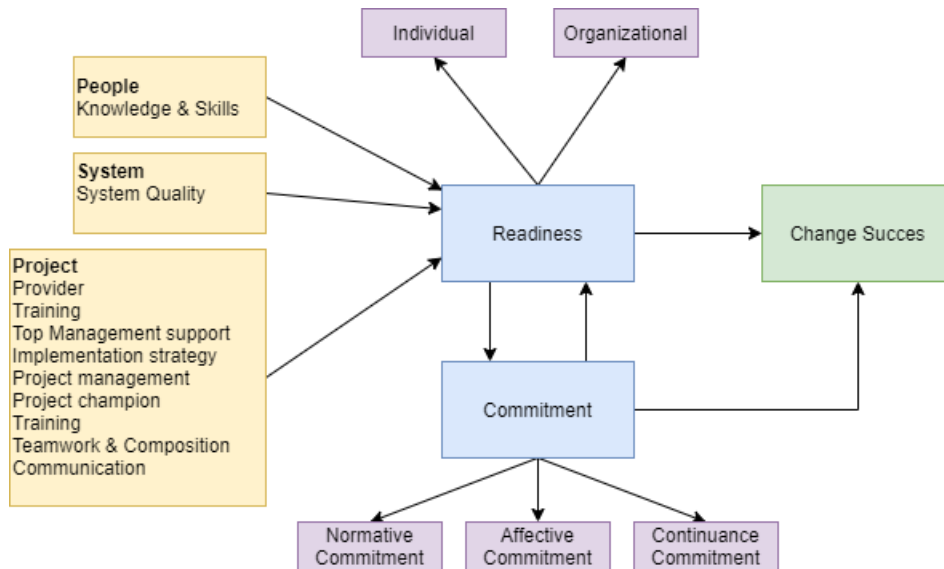 Individual
Organizational
People
Knowledge & Skills
System
System Quality
Project
Provider
Training
Top Management support
Implementation strategy
Project management
Project champion
Training
Teamwork & Composition
Communication
Readiness
Change Succes
Commitment
Normative
Commitment
Affective
Commitment
Continuance
Commitment